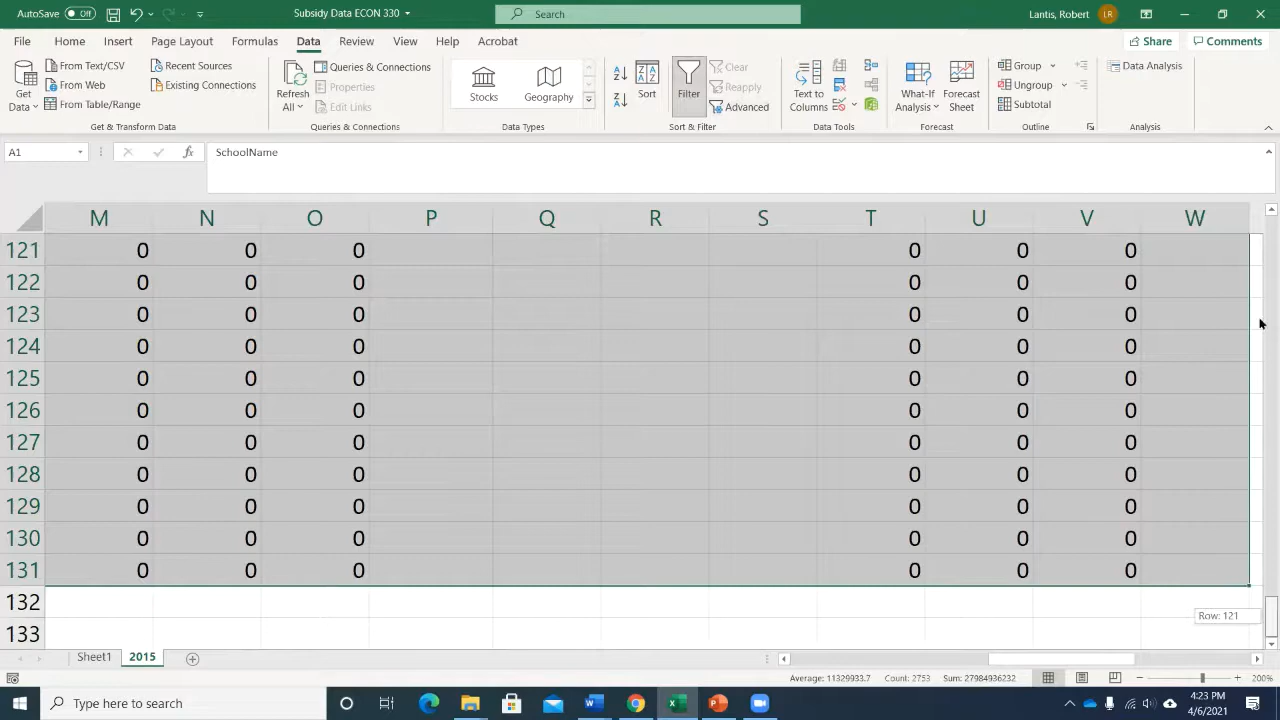 AutoSave Off Subsidy Data ECON 330 Search Lantis, Robert LR
File Home Insert Page Layout Formulas Data Review View Help Acrobat Share Comments
Get Data From Text/CSV From Web From Table/Range Recent Sources Existing Connections
Get & Transform Data
Refresh All Queries & Connections Properties Edit Links
Queries & Connections
Stocks Geography
Data Types
Sort Filter Clear Reapply Advanced
Sort & Filter
Text to Columns
Data Tools
What-If Analysis Forecast Sheet
Forecast
Group Ungroup Subtotal
Outline
Data Analysis
Analysis
A1 fx SchoolName
M N O P Q R S T U V W
121 0 0 0 0 0 0
122 0 0 0 0 0 0
123 0 0 0 0 0 0
124 0 0 0 0 0 0
125 0 0 0 0 0 0
126 0 0 0 0 0 0
127 0 0 0 0 0 0
128 0 0 0 0 0 0
129 0 0 0 0 0 0
130 0 0 0 0 0 0
131 0 0 0 0 0 0
132
Row: 121
133
Sheet1 2015
Average: 11329933.7 Count: 2753 Sum: 27984936232 200%
Type here to search
4:23 PM
4/6/2021